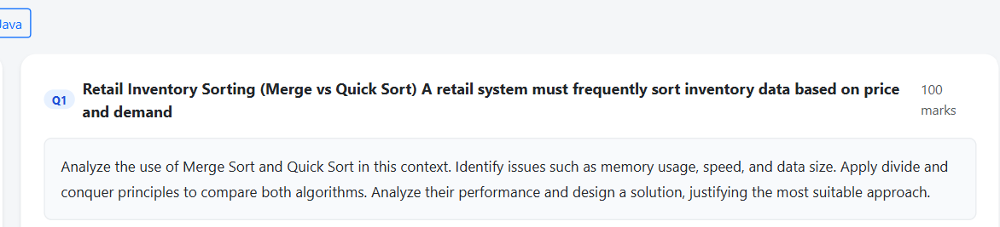 Java
Q1
Retail Inventory Sorting (Merge vs Quick Sort) A retail system must frequently sort inventory data based on price
and demand
100
marks
Analyze the use of Merge Sort and Quick Sort in this context. Identify issues such as memory usage, speed, and data size. Apply divide and
conquer principles to compare both algorithms. Analyze their performance and design a solution, justifying the most suitable approach.